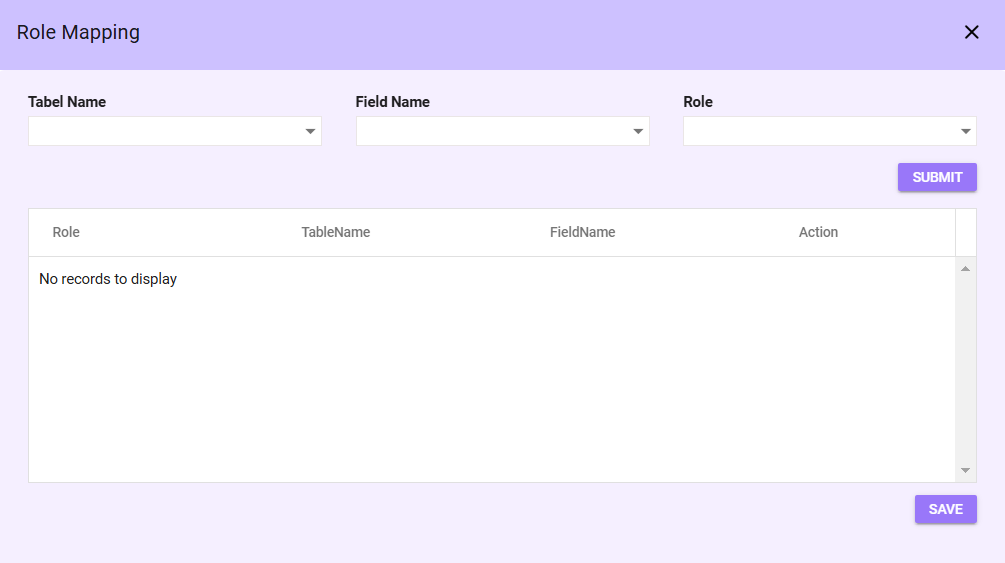 Role Mapping
Tabel Name Field Name Role
SUBMIT
Role TableName FieldName Action
No records to display
SAVE